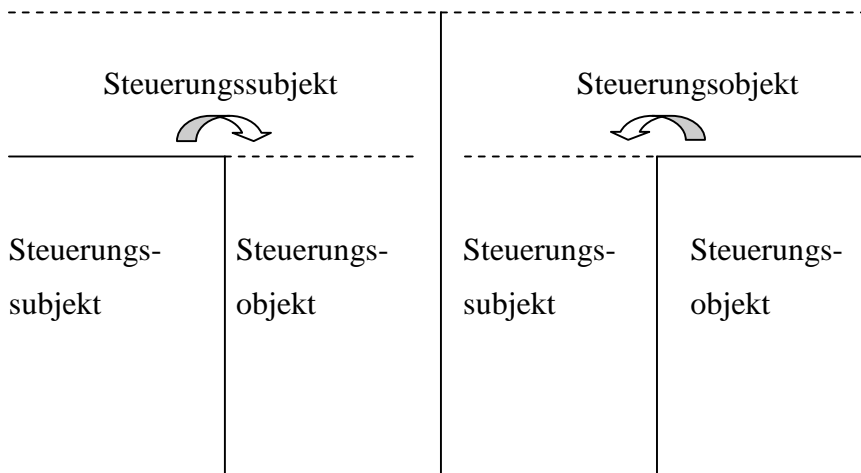 Steuerungssubjekt
Steuerungsobjekt
Steuerungs-
subjekt
Steuerungs-
objekt
Steuerungs-
subjekt
Steuerungs-
objekt